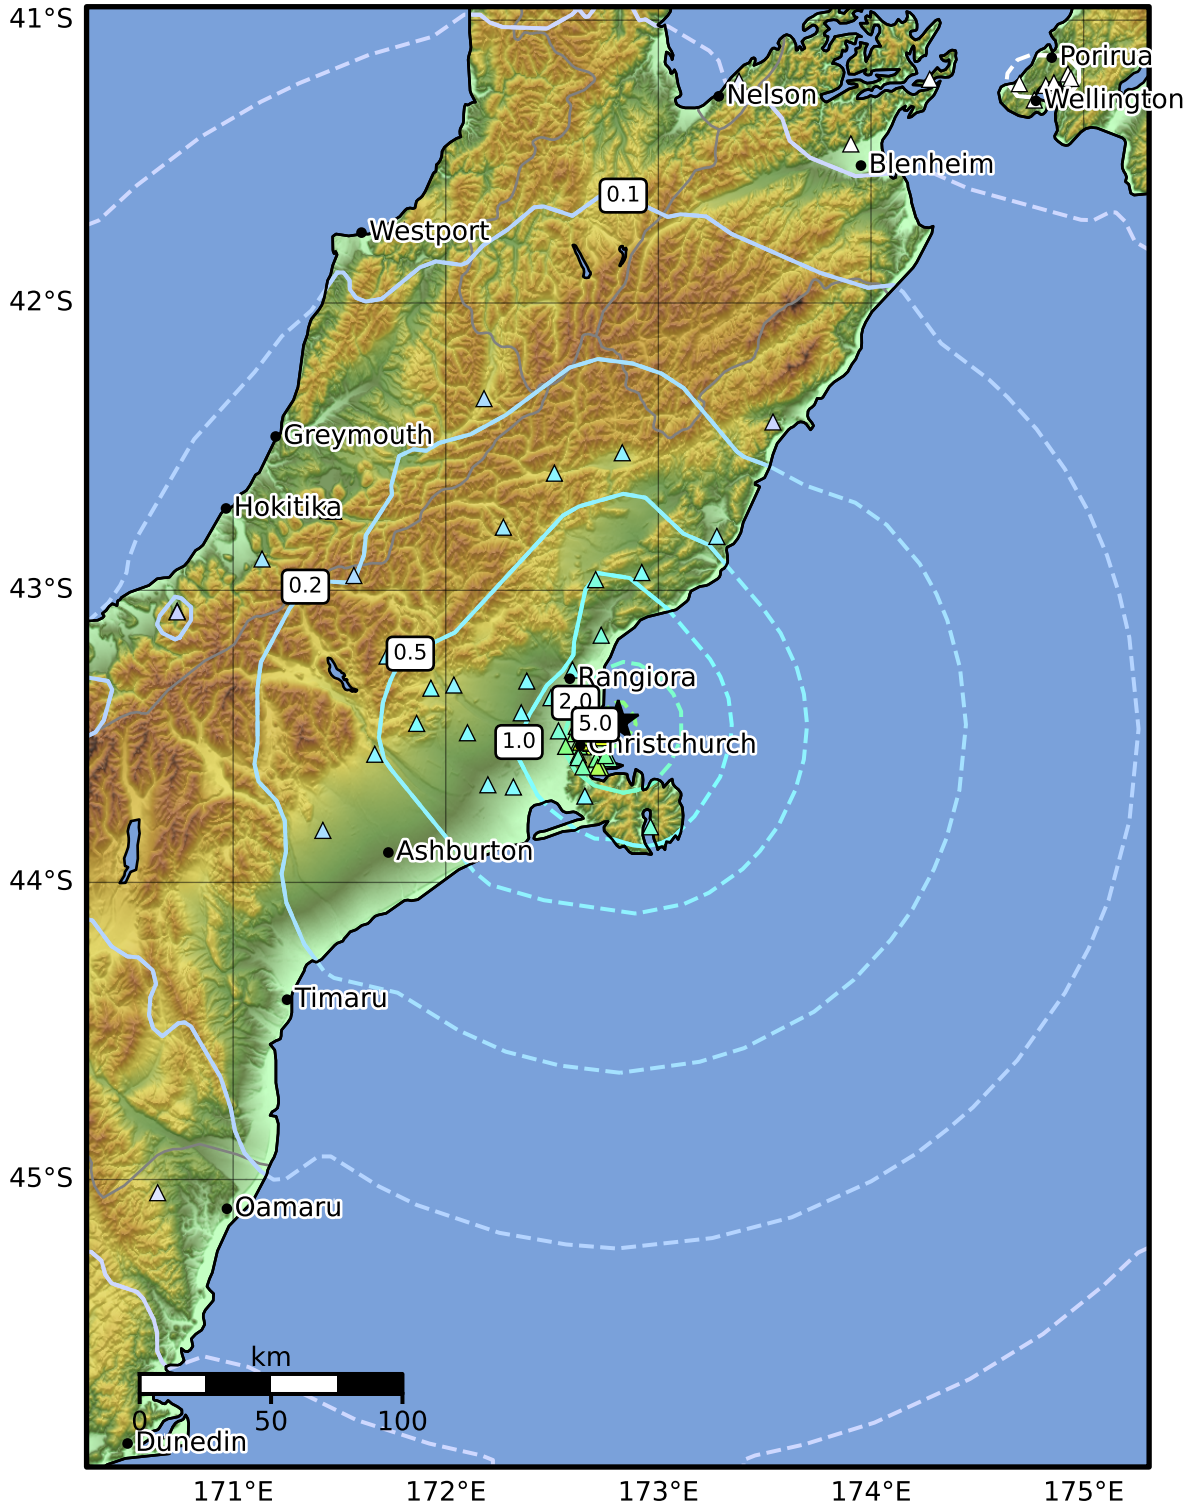 41°S
Porirua
Nelson
Wellington
Blenheim
0.1
Westport
42°S
Greymouth
Hokitika
0.2
43°S
0.5
Rangiora
2.0
5.0
1.0
Christchurch
Ashburton
44°S
Timaru
45°S
Oamaru
km
0 50 100
Dunedin
171°E 172°E 173°E 174°E 175°E